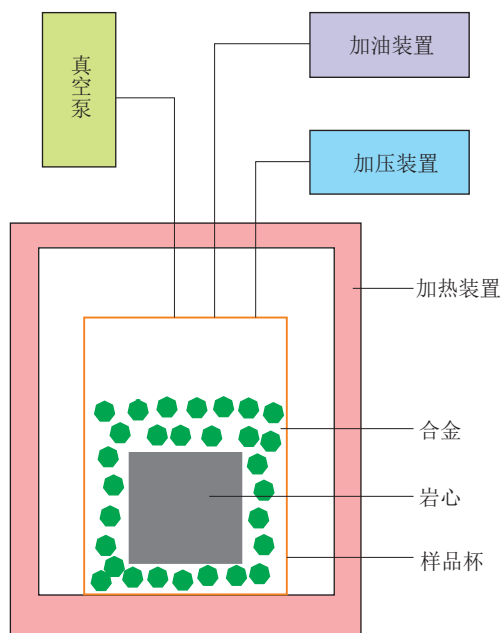 真空泵
加油装置
加压装置
加热装置
合金
岩心
样品杯